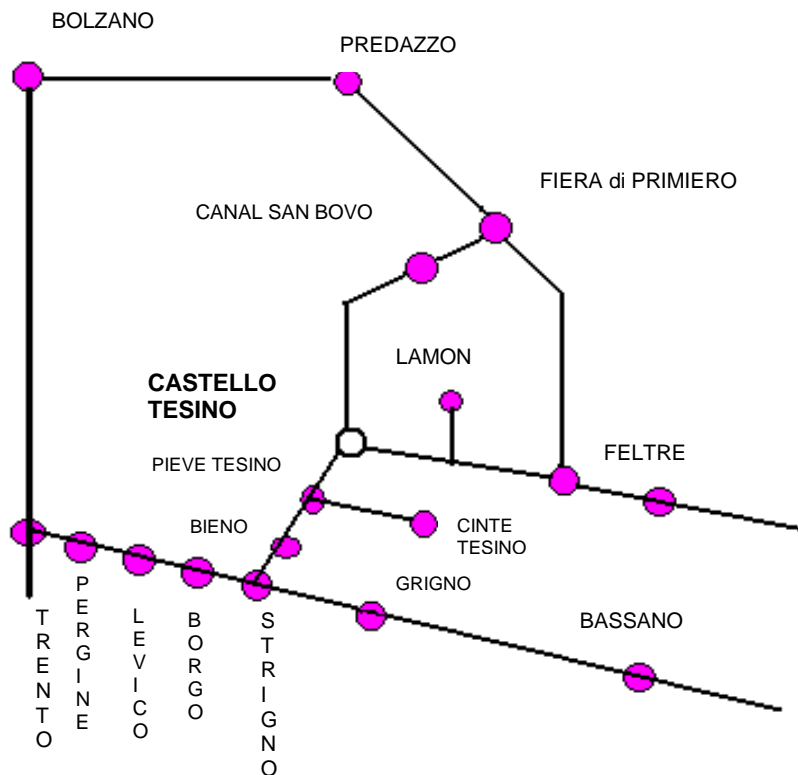 BOLZANO
PREDAZZO
FIERA di PRIMIERO
CANAL SAN BOVO
LAMON
CASTELLO
TESINO
FELTRE
PIEVE TESINO
BIENO
CINTE
TESINO
GRIGNO
BASSANO
TRENTO
PERGINE
LEVICO
BORGO
STRIGNO